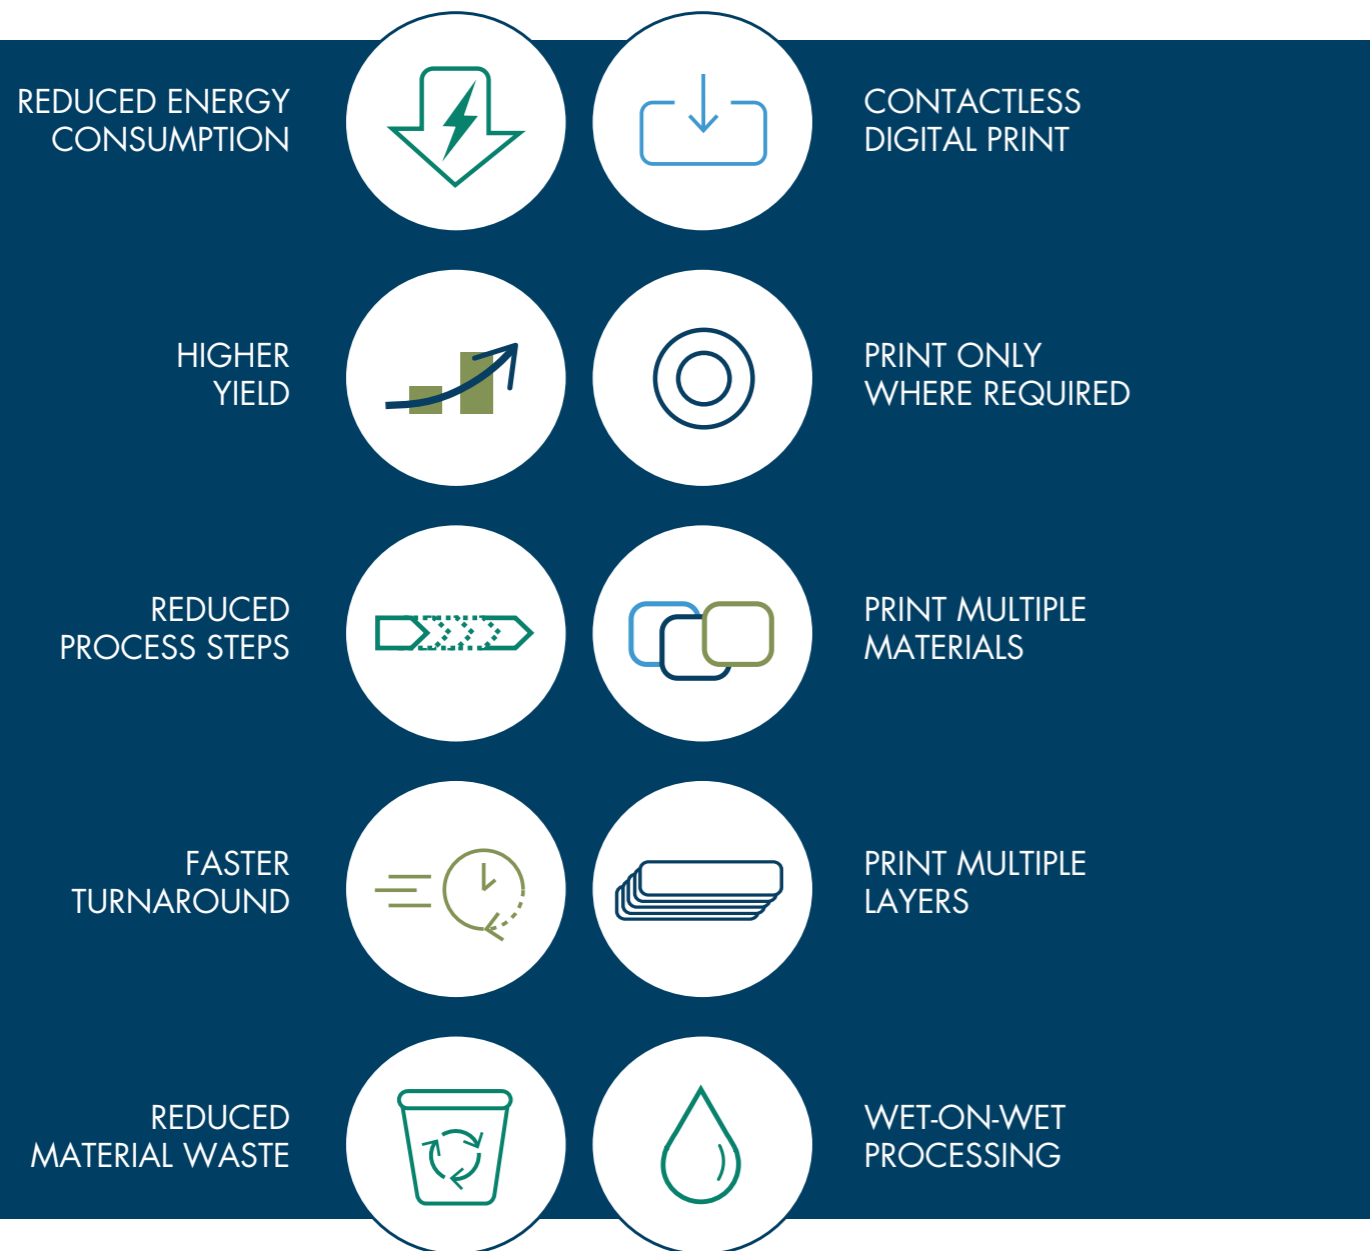 REDUCED ENERGY
CONSUMPTION
CONTACTLESS
DIGITAL PRINT
HIGHER
YIELD
PRINT ONLY
WHERE REQUIRED
REDUCED
PROCESS STEPS
PRINT MULTIPLE
MATERIALS
FASTER
TURNAROUND
PRINT MULTIPLE
LAYERS
REDUCED
MATERIAL WASTE
WET-ON-WET
PROCESSING